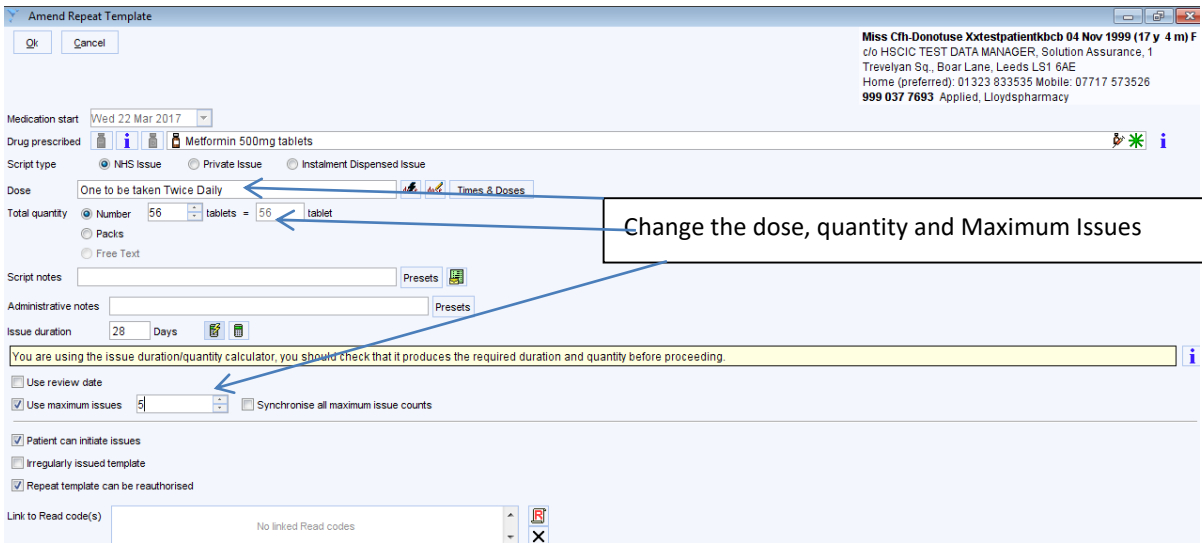 Amend Repeat Template
Ok Cancel
Miss Cfh-Donotuse Xxtestpatientkbcb 04 Nov 1999 (17 y 4 m) F
c/o HSCIC TEST DATA MANAGER, Solution Assurance, 1
Trevelyan Sq., Boar Lane, Leeds LS1 6AE
Home (preferred): 01323 833535 Mobile: 07717 573526
999 037 7693 Applied, Lloydspharmacy
Medication start Wed 22 Mar 2017
Drug prescribed Metformin 500mg tablets
Script type NHS Issue Private Issue Instalment Dispensed Issue
Dose One to be taken Twice Daily Times & Doses
Total quantity Number 56 tablets = 56 tablet
Packs
Free Text
Change the dose, quantity and Maximum Issues
Script notes Presets
Administrative notes Presets
Issue duration 28 Days
You are using the issue duration/quantity calculator, you should check that it produces the required duration and quantity before proceeding.
Use review date
Use maximum issues 5 Synchronise all maximum issue counts
Patient can initiate issues
Irregularly issued template
Repeat template can be reauthorised
Link to Read code(s) No linked Read codes